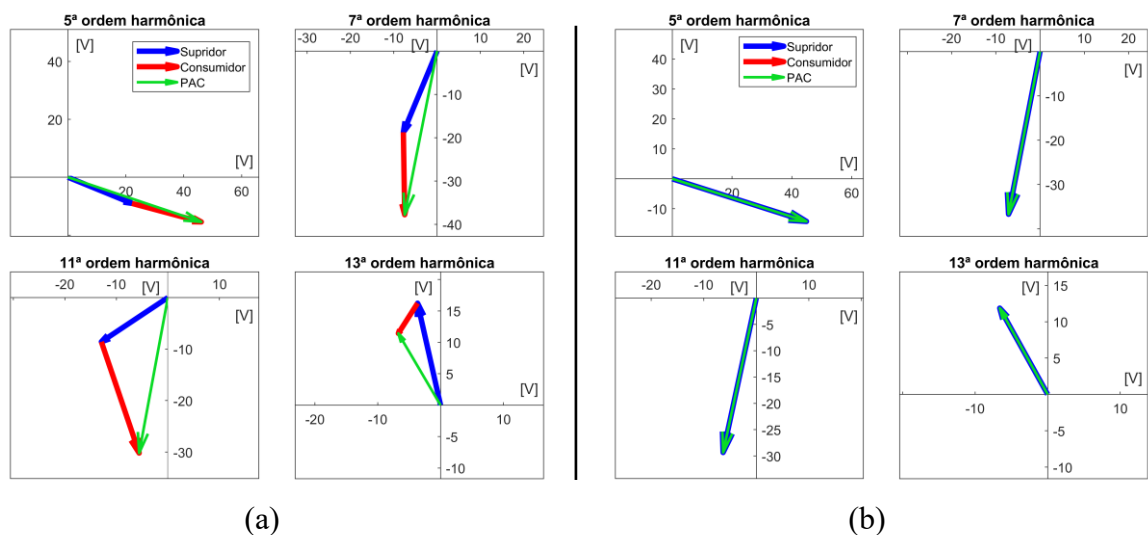 5ª ordem harmônica
[V]
40
20
[V]
20 40 60
Supridor
Consumidor
PAC
7ª ordem harmônica
-30 -20 -10 [V] 10 20
[V]
-10
-20
-30
-40
11ª ordem harmônica
-20 -10 [V] 10
[V]
-10
-20
-30
13ª ordem harmônica
[V]
15
10
5
[V]
-20 -10 10
-5
-10
(a)
5ª ordem harmônica
[V]
40
30
20
10
[V]
20 40 60
-10
Supridor
Consumidor
PAC
7ª ordem harmônica
-20 -10 [V] 10 20
[V]
-10
-20
-30
11ª ordem harmônica
-20 -10 [V] 10
[V]
-5
-10
-15
-20
-25
-30
13ª ordem harmônica
[V]
15
10
5
[V]
-10 10
-5
-10
(b)